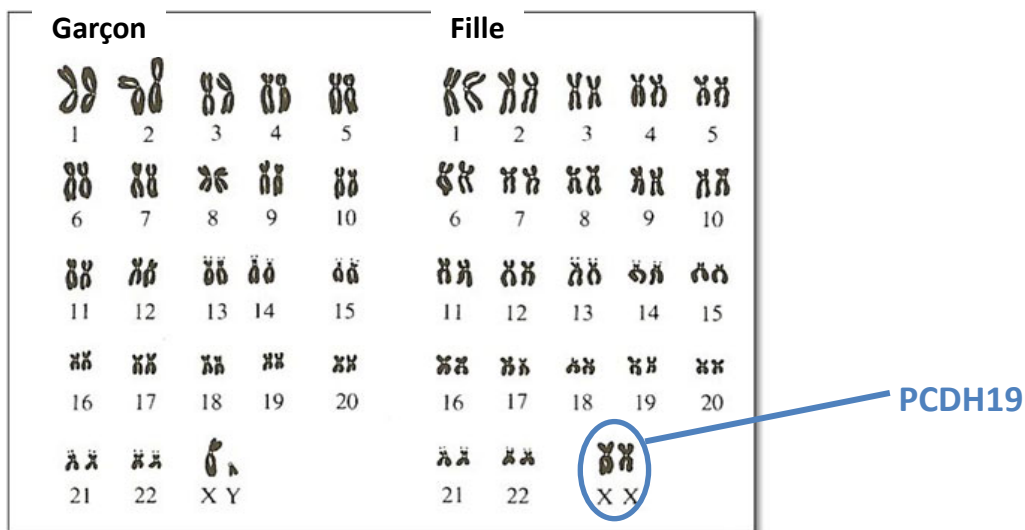 Garçon Fille
1 2 3 4 5 1 2 3 4 5
6 7 8 9 10 6 7 8 9 10
11 12 13 14 15 11 12 13 14 15
16 17 18 19 20 16 17 18 19 20
PCDH19
21 22 X Y 21 22 X X